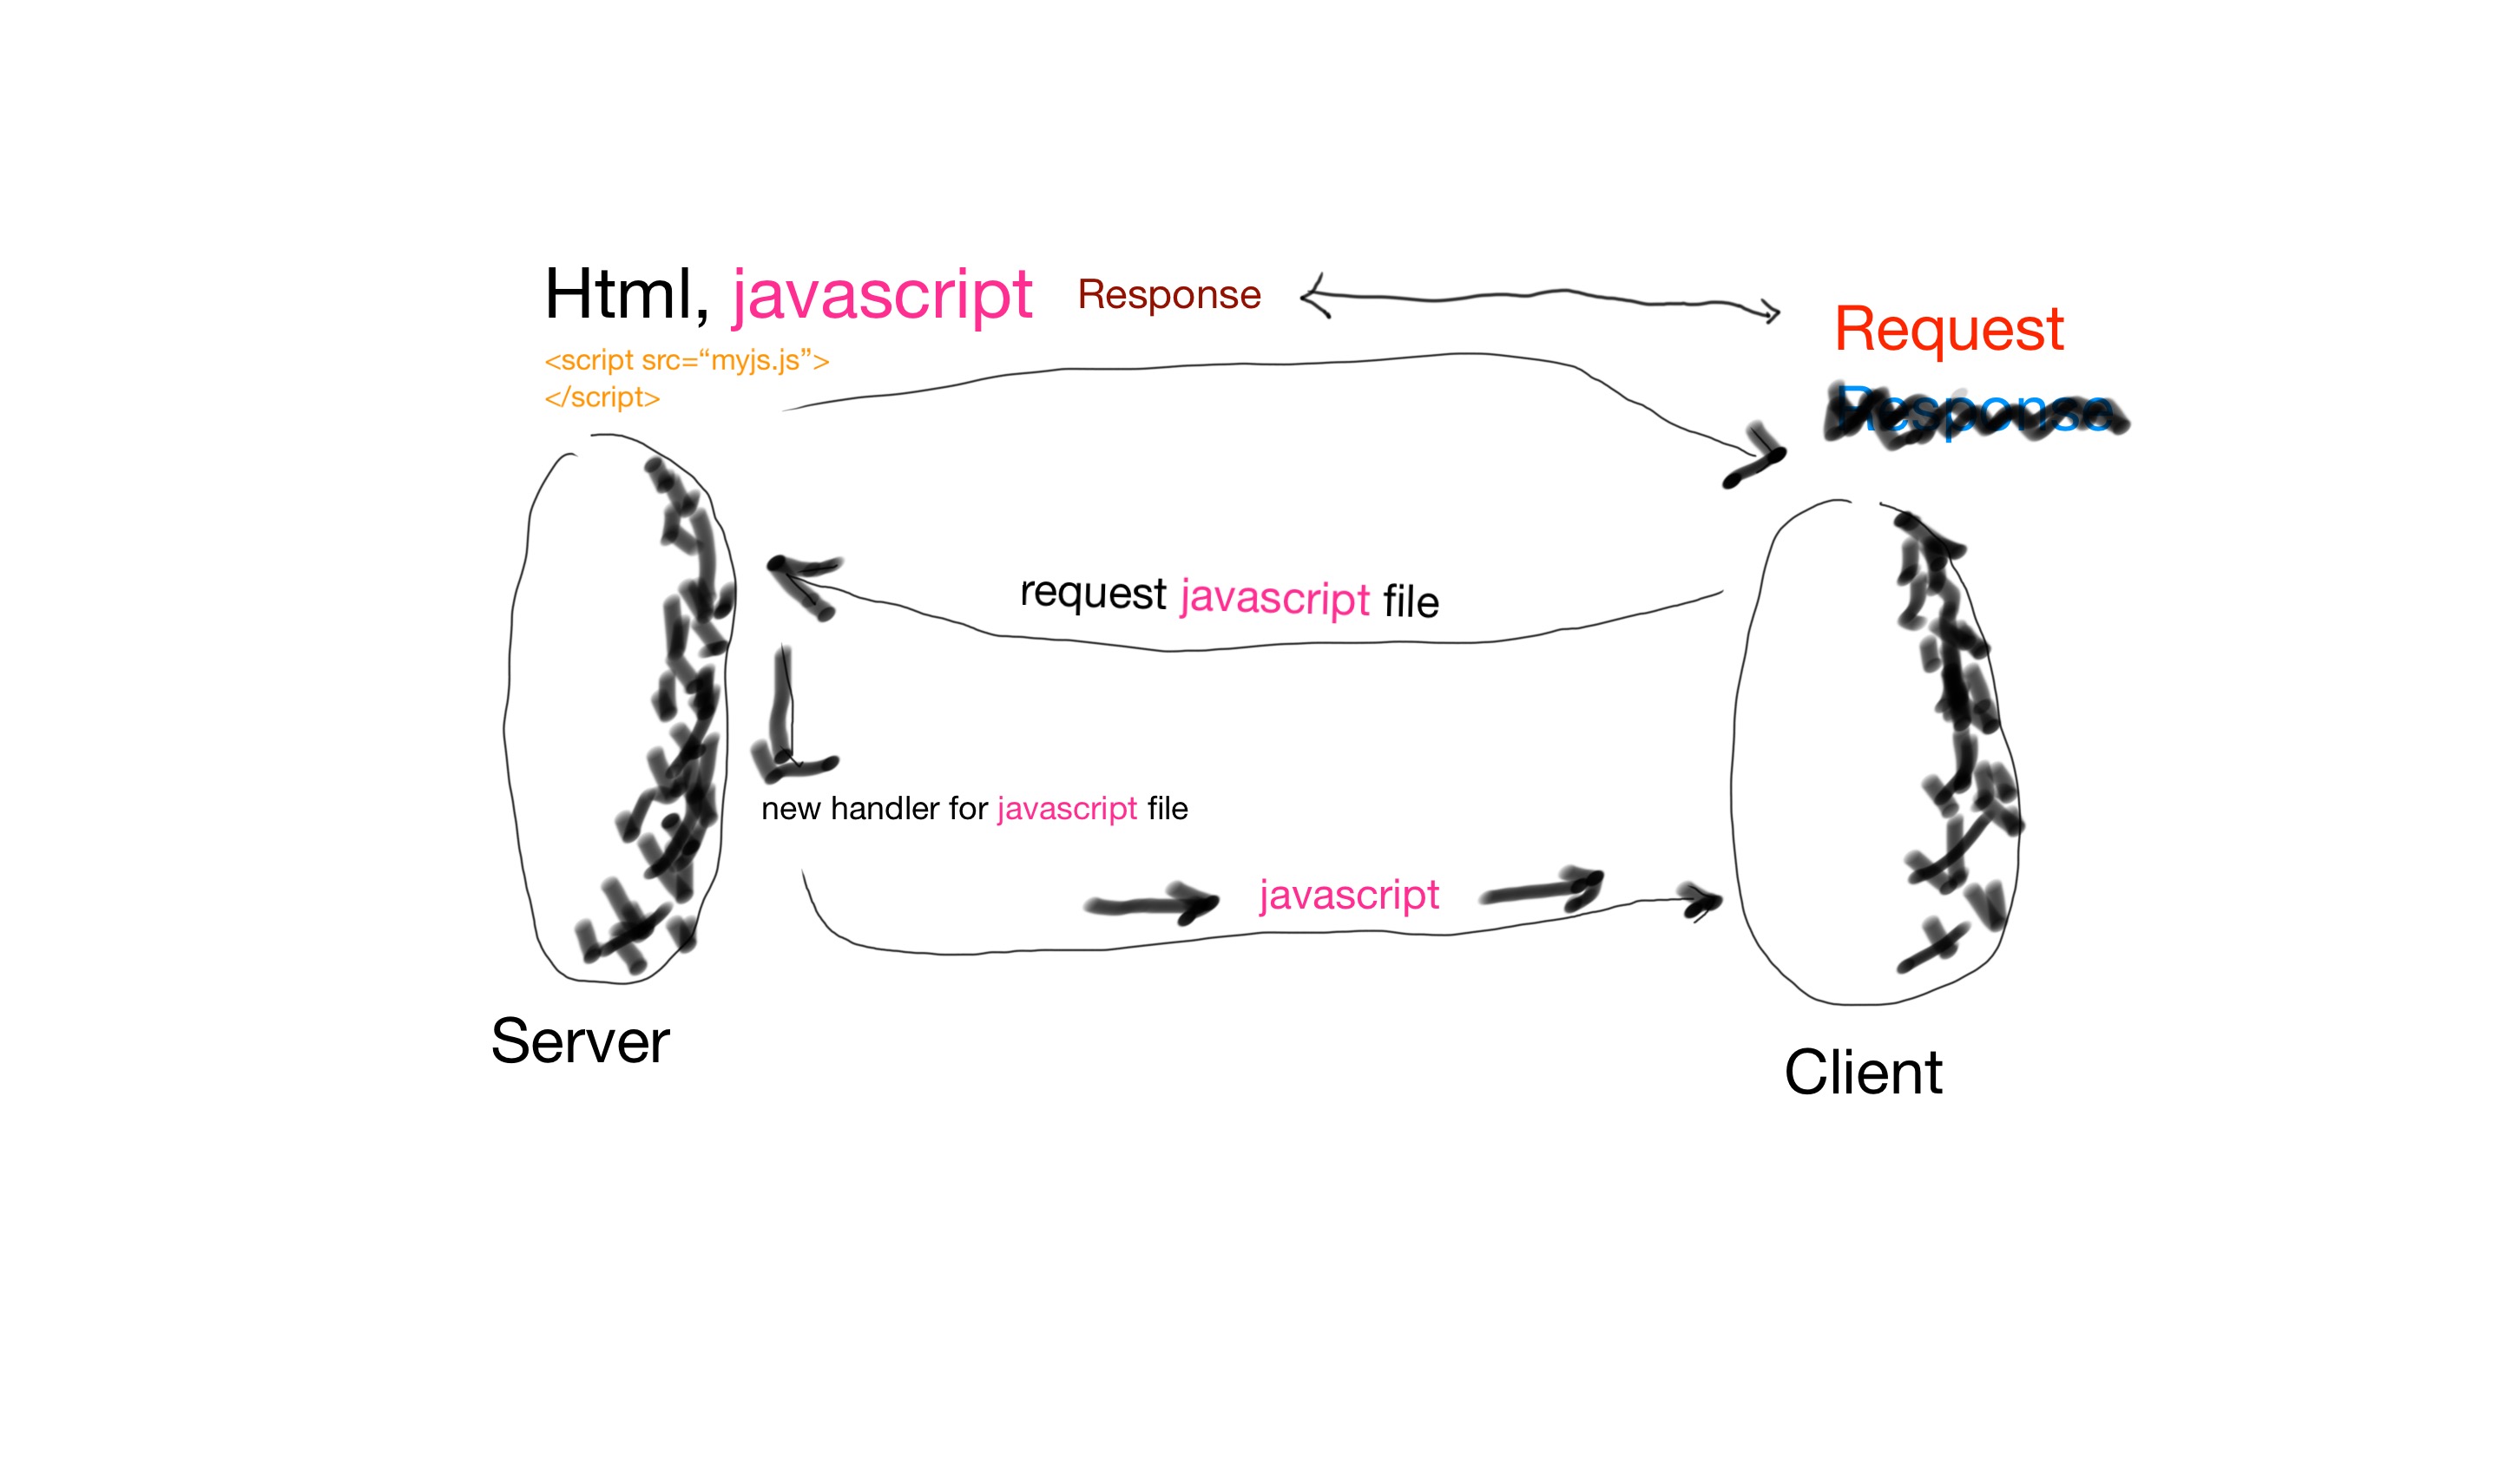 Html, javascript Response
Request
<script src=“myjs.js”>
</script>
Response
request javascript file
new handler for javascript file
javascript
Server
Client